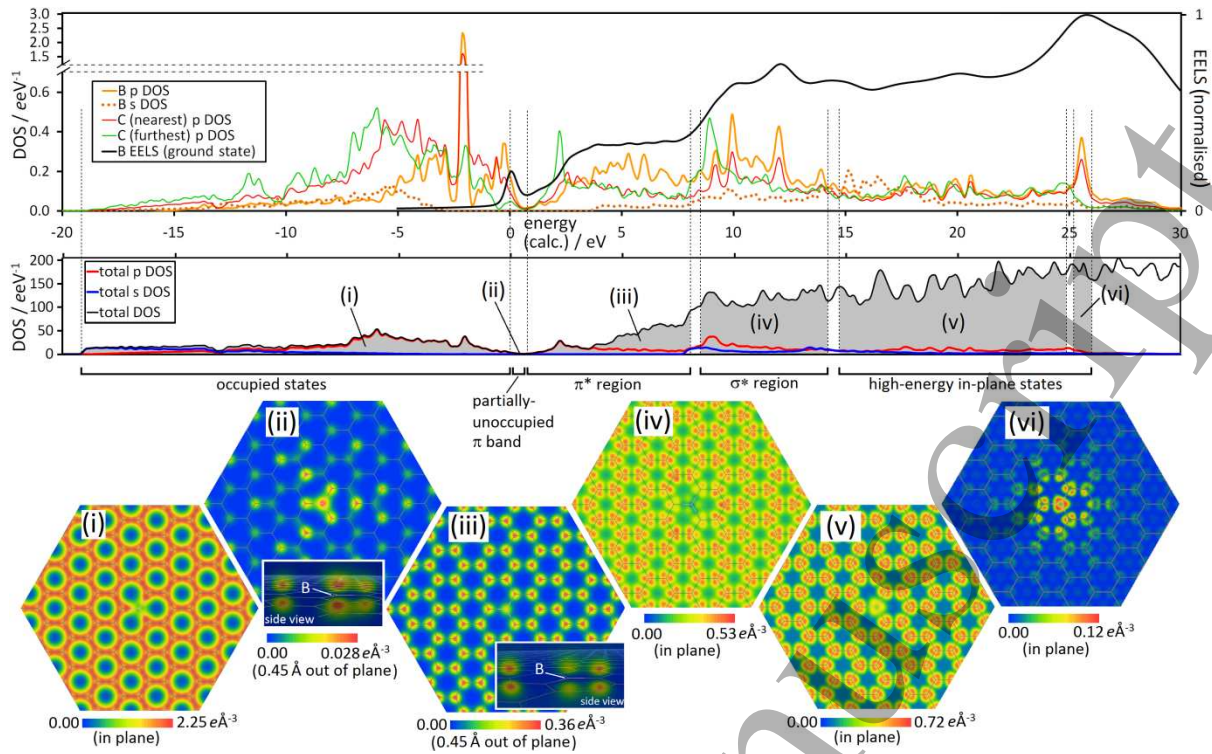 3.0
2.5
2.0
1.5
0.6
0.4
0.2
0.0
DOS / eeV-1
B p DOS
B s DOS
C (nearest) p DOS
C (furthest) p DOS
B EELS (ground state)
1
0
EELS (normalised)
-20 -15 -10 -5 0 5 10 15 20 25 30
energy
(calc.) / eV
200
150
100
50
0
DOS / eeV-1
total p DOS
total s DOS
total DOS
(i)
(ii)
(iii)
(iv)
(v)
(vi)
occupied states
partially-
unoccupied
π band
π* region
σ* region
high-energy in-plane states
(i)
0.00 2.25 eÅ-3
(in plane)
(ii)
B
side view
0.00 0.028 eÅ-3
(0.45 Å out of plane)
(iii)
B
side view
0.00 0.36 eÅ-3
(0.45 Å out of plane)
(iv)
0.00 0.53 eÅ-3
(in plane)
(v)
0.00 0.72 eÅ-3
(in plane)
(vi)
0.00 0.12 eÅ-3
(in plane)